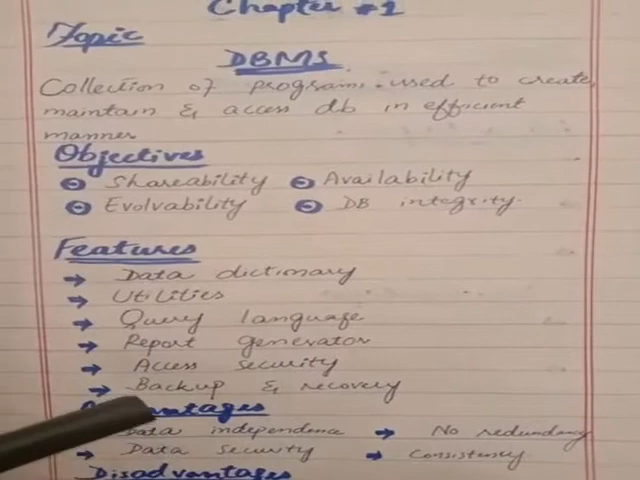 Chapter #1
Topic
DBMS
Collection of programs used to create,
maintain & access db in efficient
manner
Objectives
Shareability Availability
Evolvability DB integrity.
Features
→ Data dictionary
→ Utilities
→ Query language
→ Report generator
→ Access security
→ Backup & recovery
Data independence → No redundancy
→ Data security → Consistency
Disadvantages